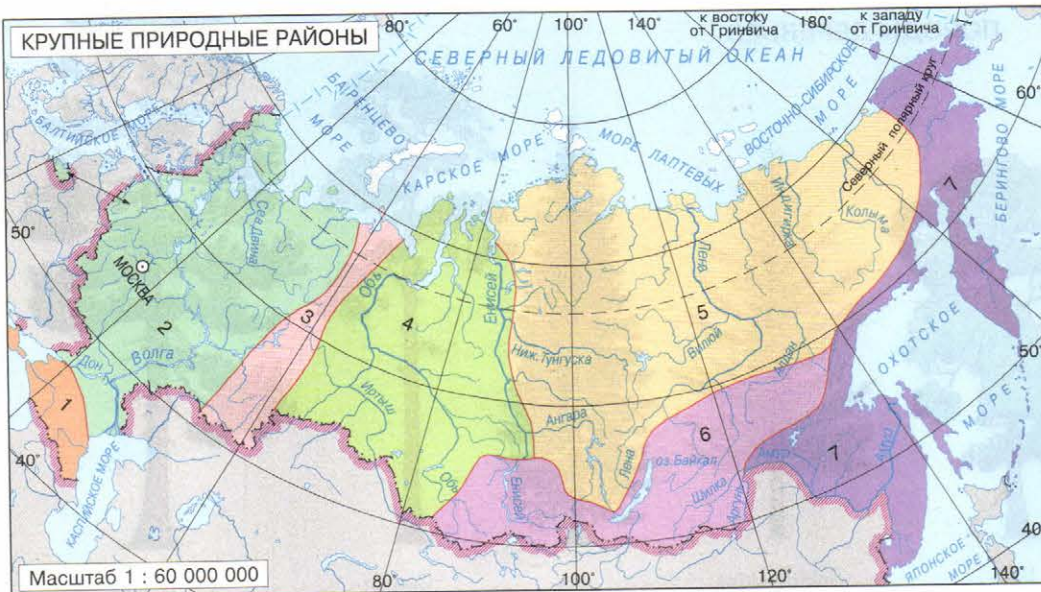 КРУПНЫЕ ПРИРОДНЫЕ РАЙОНЫ
80°
60°
100°
140°
к востоку
от Гринвича
180°
к западу
от Гринвича
СЕВЕРНЫЙ ЛЕДОВИТЫЙ ОКЕАН
60°
БАРЕНЦЕВО
МОРЕ
БАЛТИЙСКОЕ МОРЕ
КАРСКОЕ МОРЕ
МОРЕ ЛАПТЕВЫХ
ВОСТОЧНО-СИБИРСКОЕ
МОРЕ
Северный полярный круг
БЕРИНГОВО МОРЕ
7
50°
Сев. Двина
МОСКВА
2
Обь
Енисей
Лена
Индигирка
Колыма
3
4
5
Дон
Волга
Ниж. Тунгуска
Вилюй
Алдан
ОХОТСКОЕ
МОРЕ
50°
1
Иртыш
Ангара
Лена
6
7
40°
КАСПИЙСКОЕ МОРЕ
Обь
Енисей
оз. Байкал
Шилка
Амур
Амур
40°
ЯПОНСКОЕ
МОРЕ
Масштаб 1 : 60 000 000
80°
100°
120°
140°